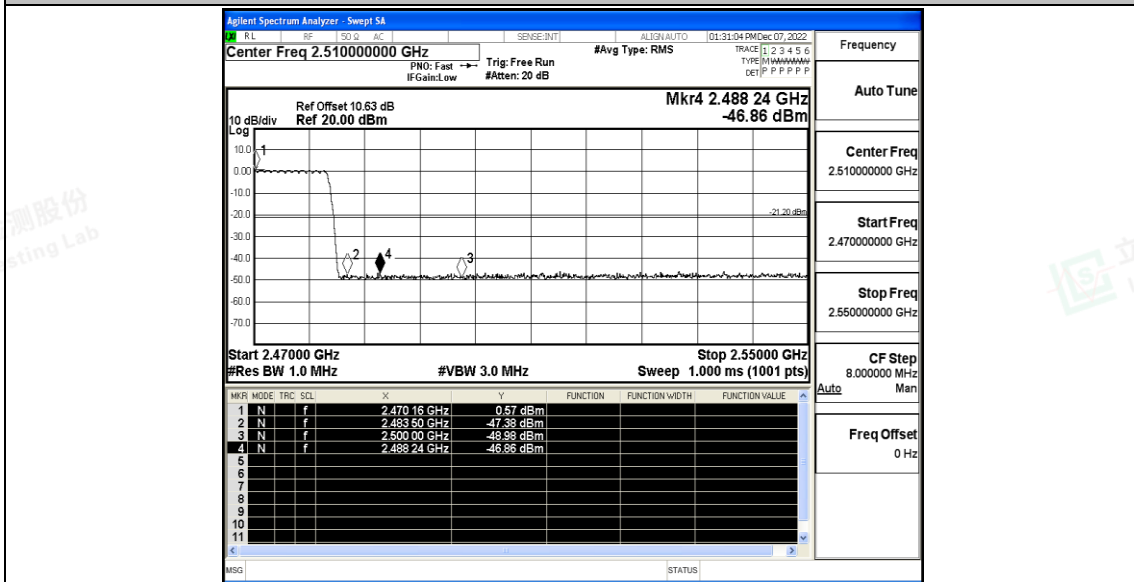 Agilent Spectrum Analyzer - Swept SA
RL RF 50 Ω AC SENSE:INT ALIGN AUTO 01:31:04 PM Dec 07, 2022
Center Freq 2.510000000 GHz
#Avg Type: RMS
TRACE 1 2 3 4 5 6
PNO: Fast Trig: Free Run
TYPE M W W W W W
IFGain:Low #Atten: 20 dB
DET P P P P P P
Mkr4 2.488 24 GHz
-46.86 dBm
Ref Offset 10.63 dB
10 dB/div Ref 20.00 dBm
Log
10.0
0.00
-10.0
-20.0
-30.0
-40.0
-50.0
-60.0
-70.0
1
2
4
3
-21.20 dBm
Start 2.47000 GHz Stop 2.55000 GHz
#Res BW 1.0 MHz #VBW 3.0 MHz Sweep 1.000 ms (1001 pts)
MKR MODE TRC SCL X Y FUNCTION FUNCTION WIDTH FUNCTION VALUE
1 N f 2.470 16 GHz 0.57 dBm
2 N f 2.483 50 GHz -47.38 dBm
3 N f 2.500 00 GHz -48.98 dBm
4 N f 2.488 24 GHz -46.86 dBm
5
6
7
8
9
10
11
MSG STATUS
Frequency
Auto Tune
Center Freq
2.510000000 GHz
Start Freq
2.470000000 GHz
Stop Freq
2.550000000 GHz
CF Step
8.000000 MHz
Auto Man
Freq Offset
0 Hz
测股份
sting Lab
立